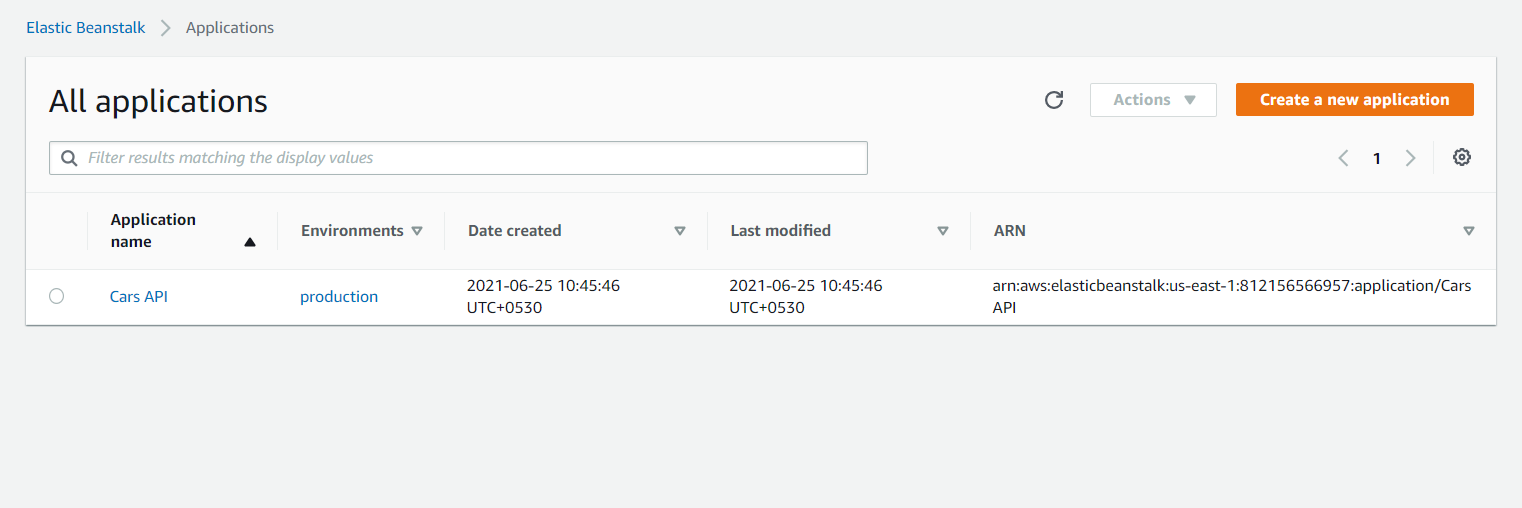 Elastic Beanstalk Applications
All applications
Actions
Create a new application
Filter results matching the display values
1
Application
name
Environments
Date created
Last modified
ARN
Cars API
production
2021-06-25 10:45:46
UTC+0530
2021-06-25 10:45:46
UTC+0530
arn:aws:elasticbeanstalk:us-east-1:812156566957:application/Cars
API